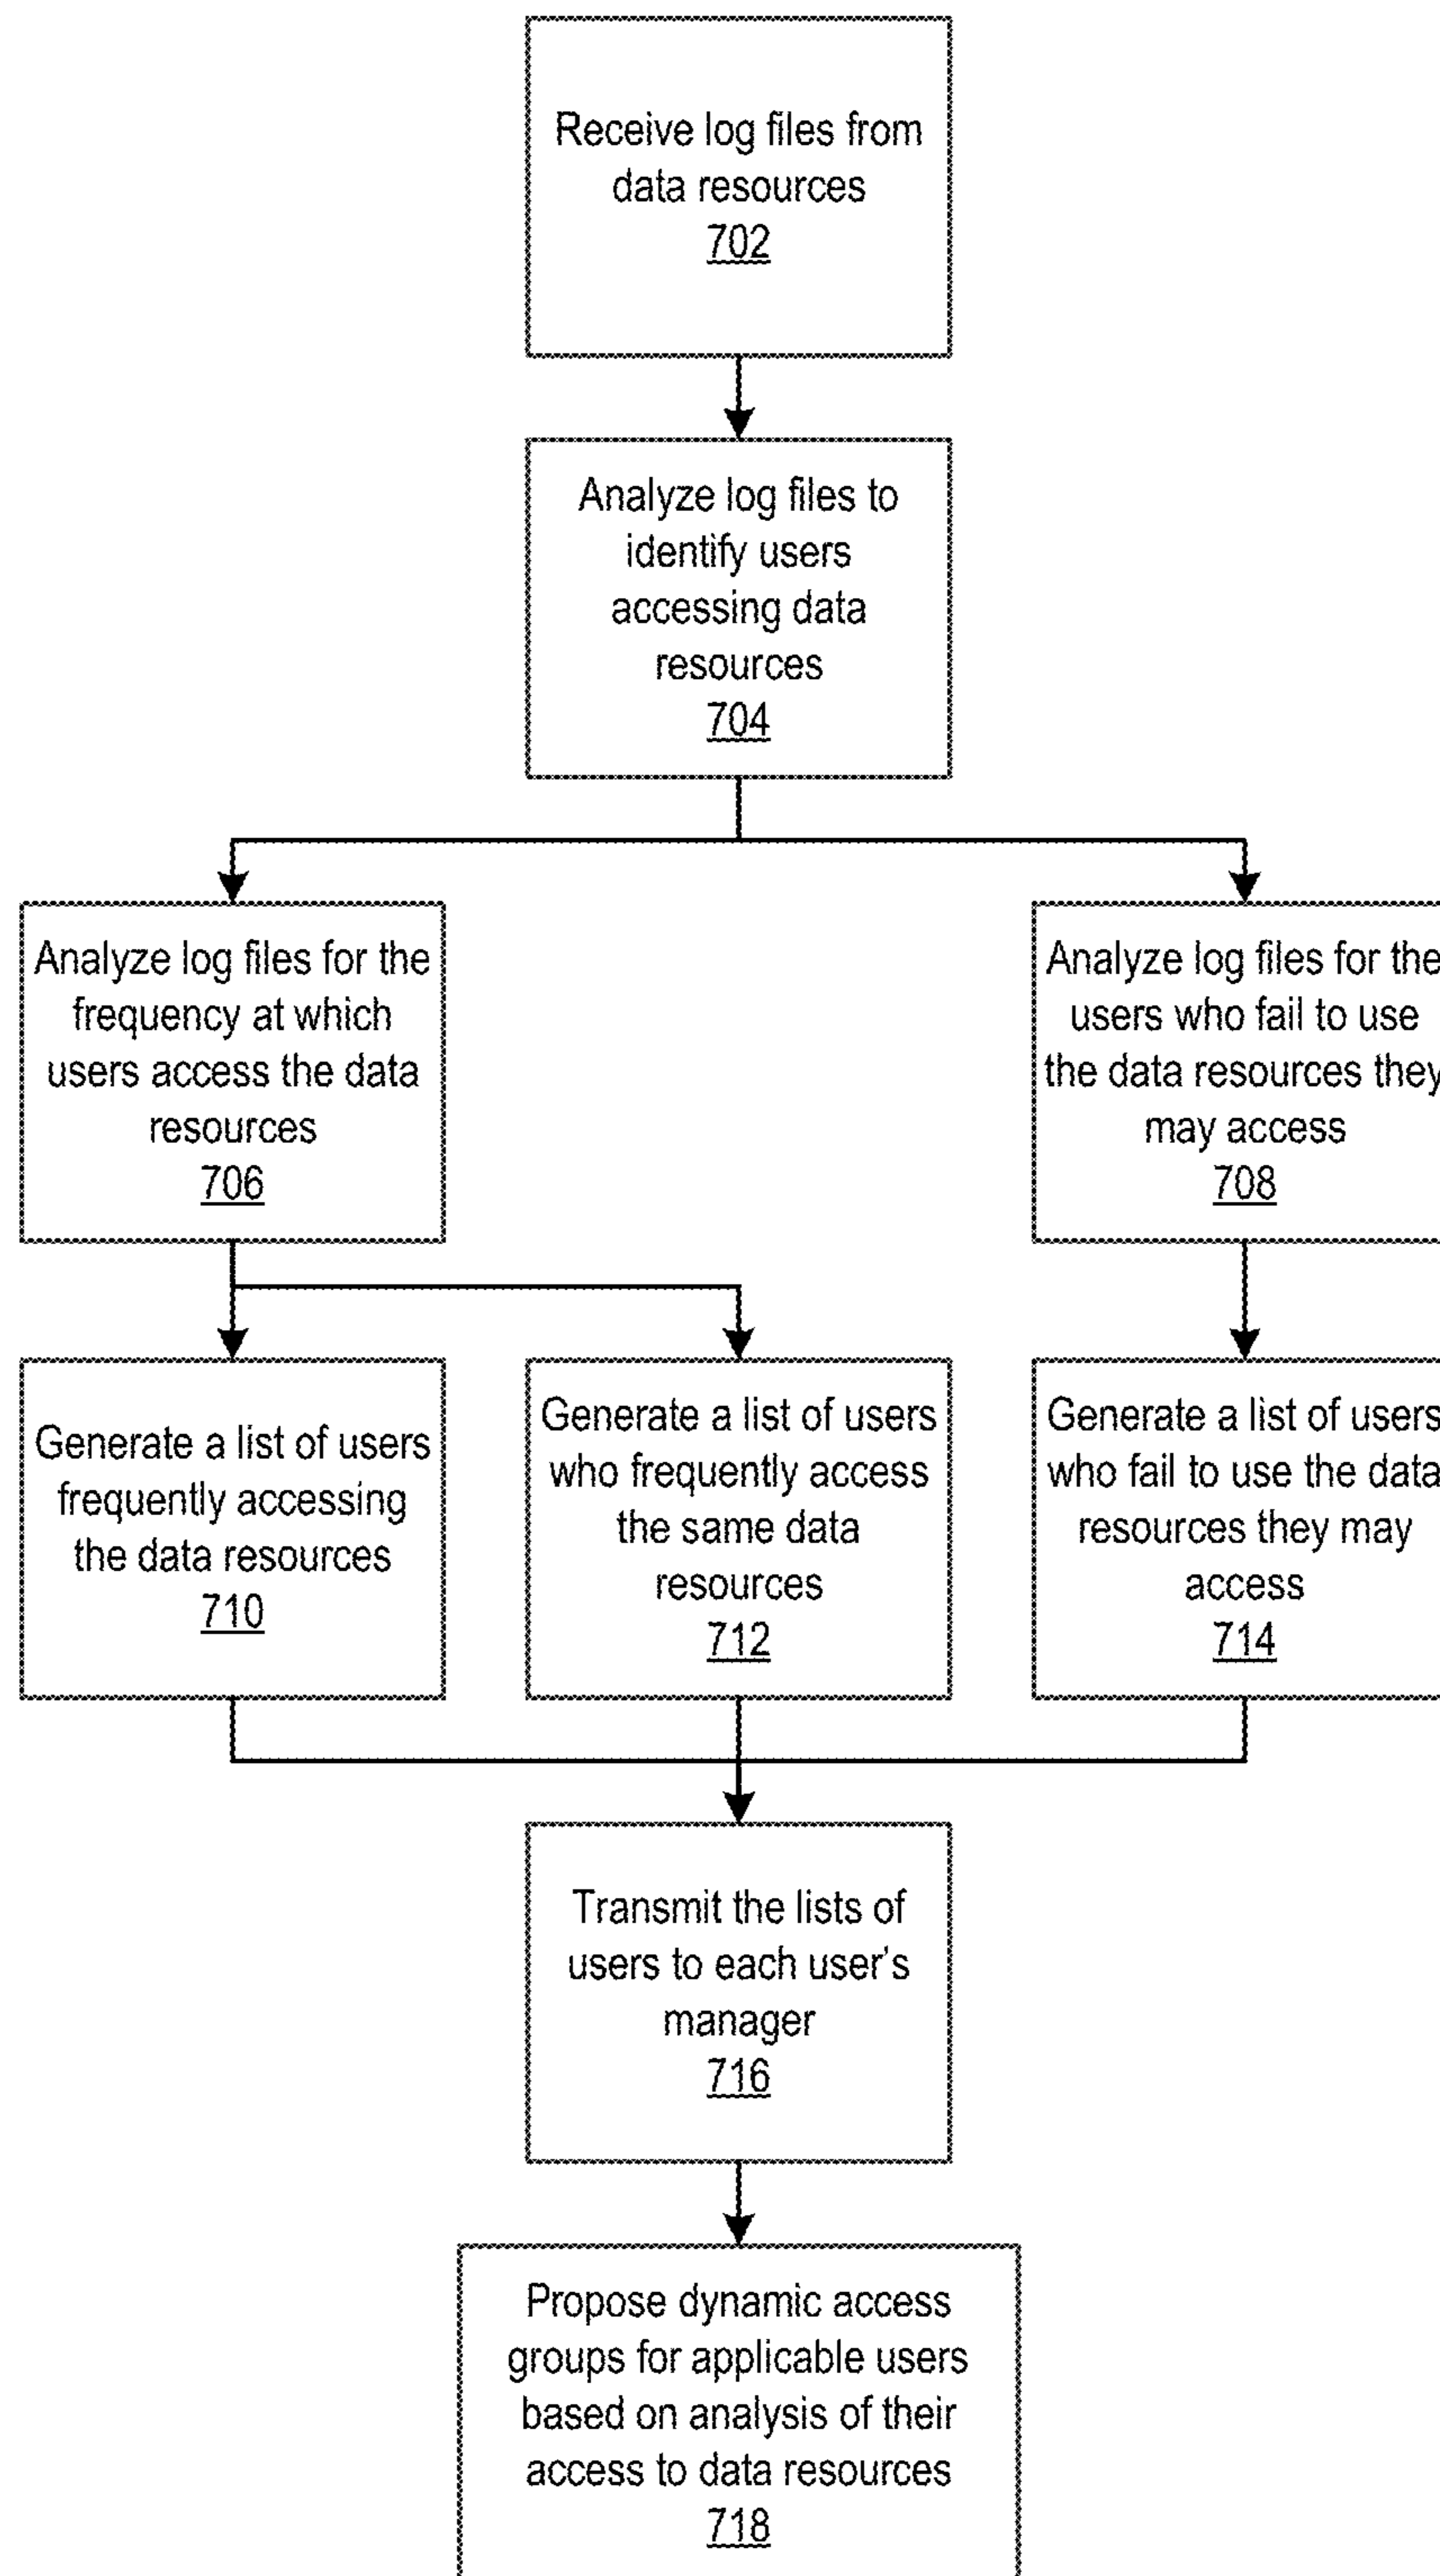 Receive log files from
data resources
702
Analyze log files to
identify users
accessing data
resources
704
Analyze log files for the
frequency at which
users access the data
resources
706
Analyze log files for the
users who fail to use
the data resources they
may access
708
Generate a list of users
frequently accessing
the data resources
710
Generate a list of users
who frequently access
the same data
resources
712
Generate a list of users
who fail to use the data
resources they may
access
714
Transmit the lists of
users to each user’s
manager
716
Propose dynamic access
groups for applicable users
based on analysis of their
access to data resources
718